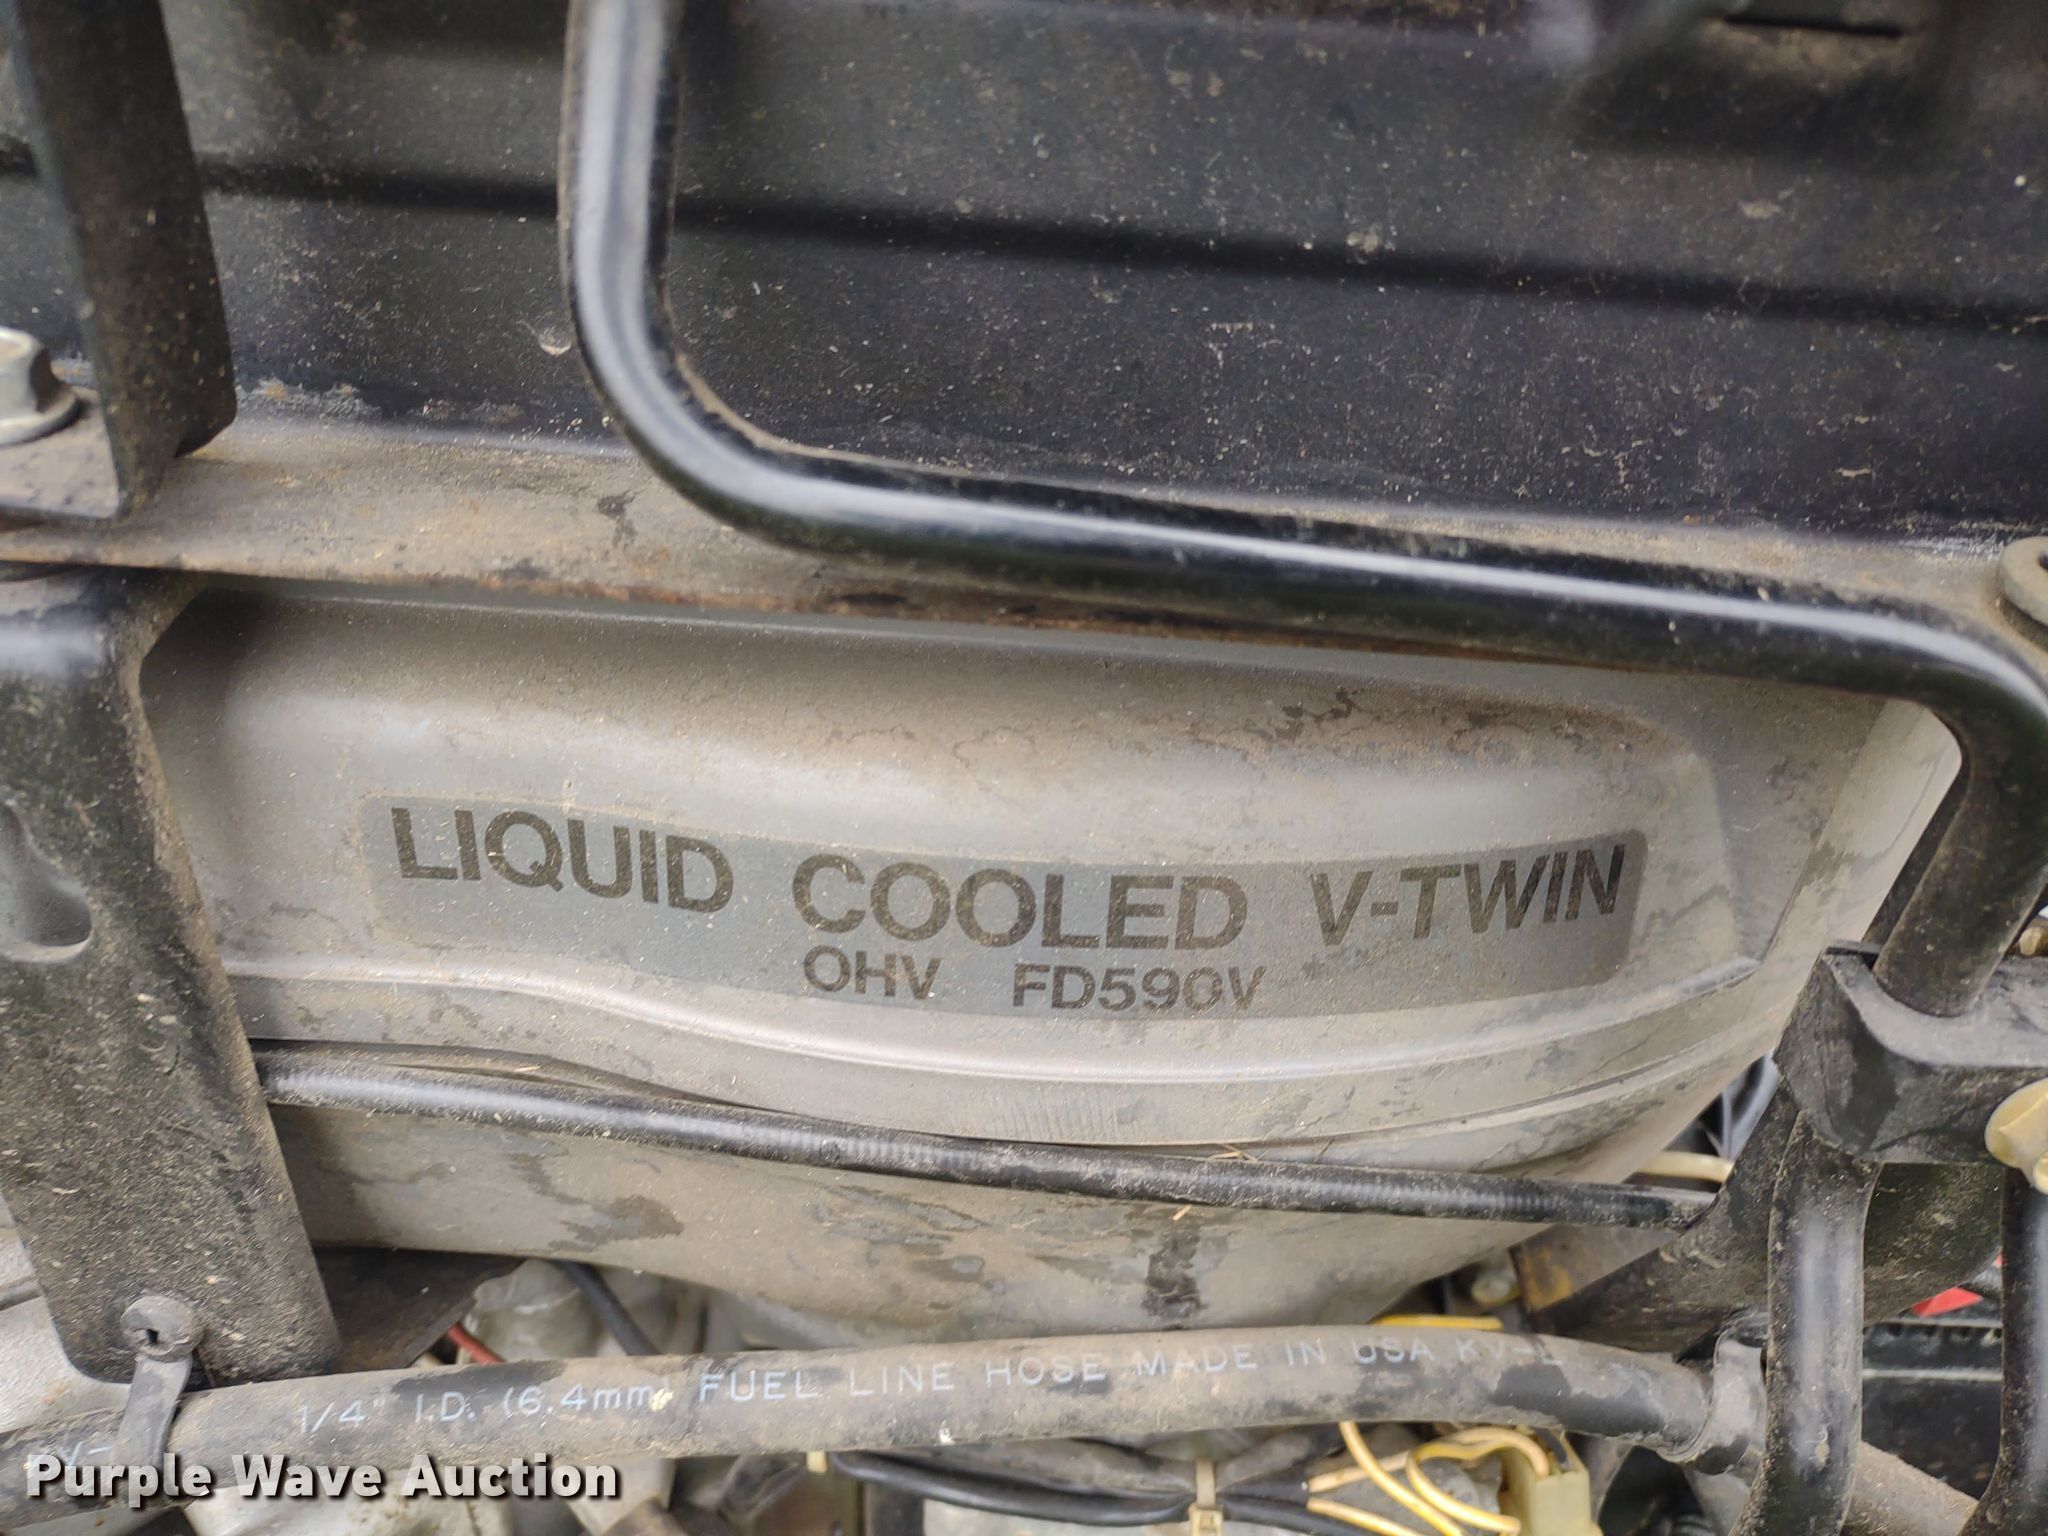 LIQUID COOLED V-TWIN
OHV FD590V
1/4" I.D. (6.4mm) FUEL LINE HOSE MADE IN USA
Purple Wave Auction